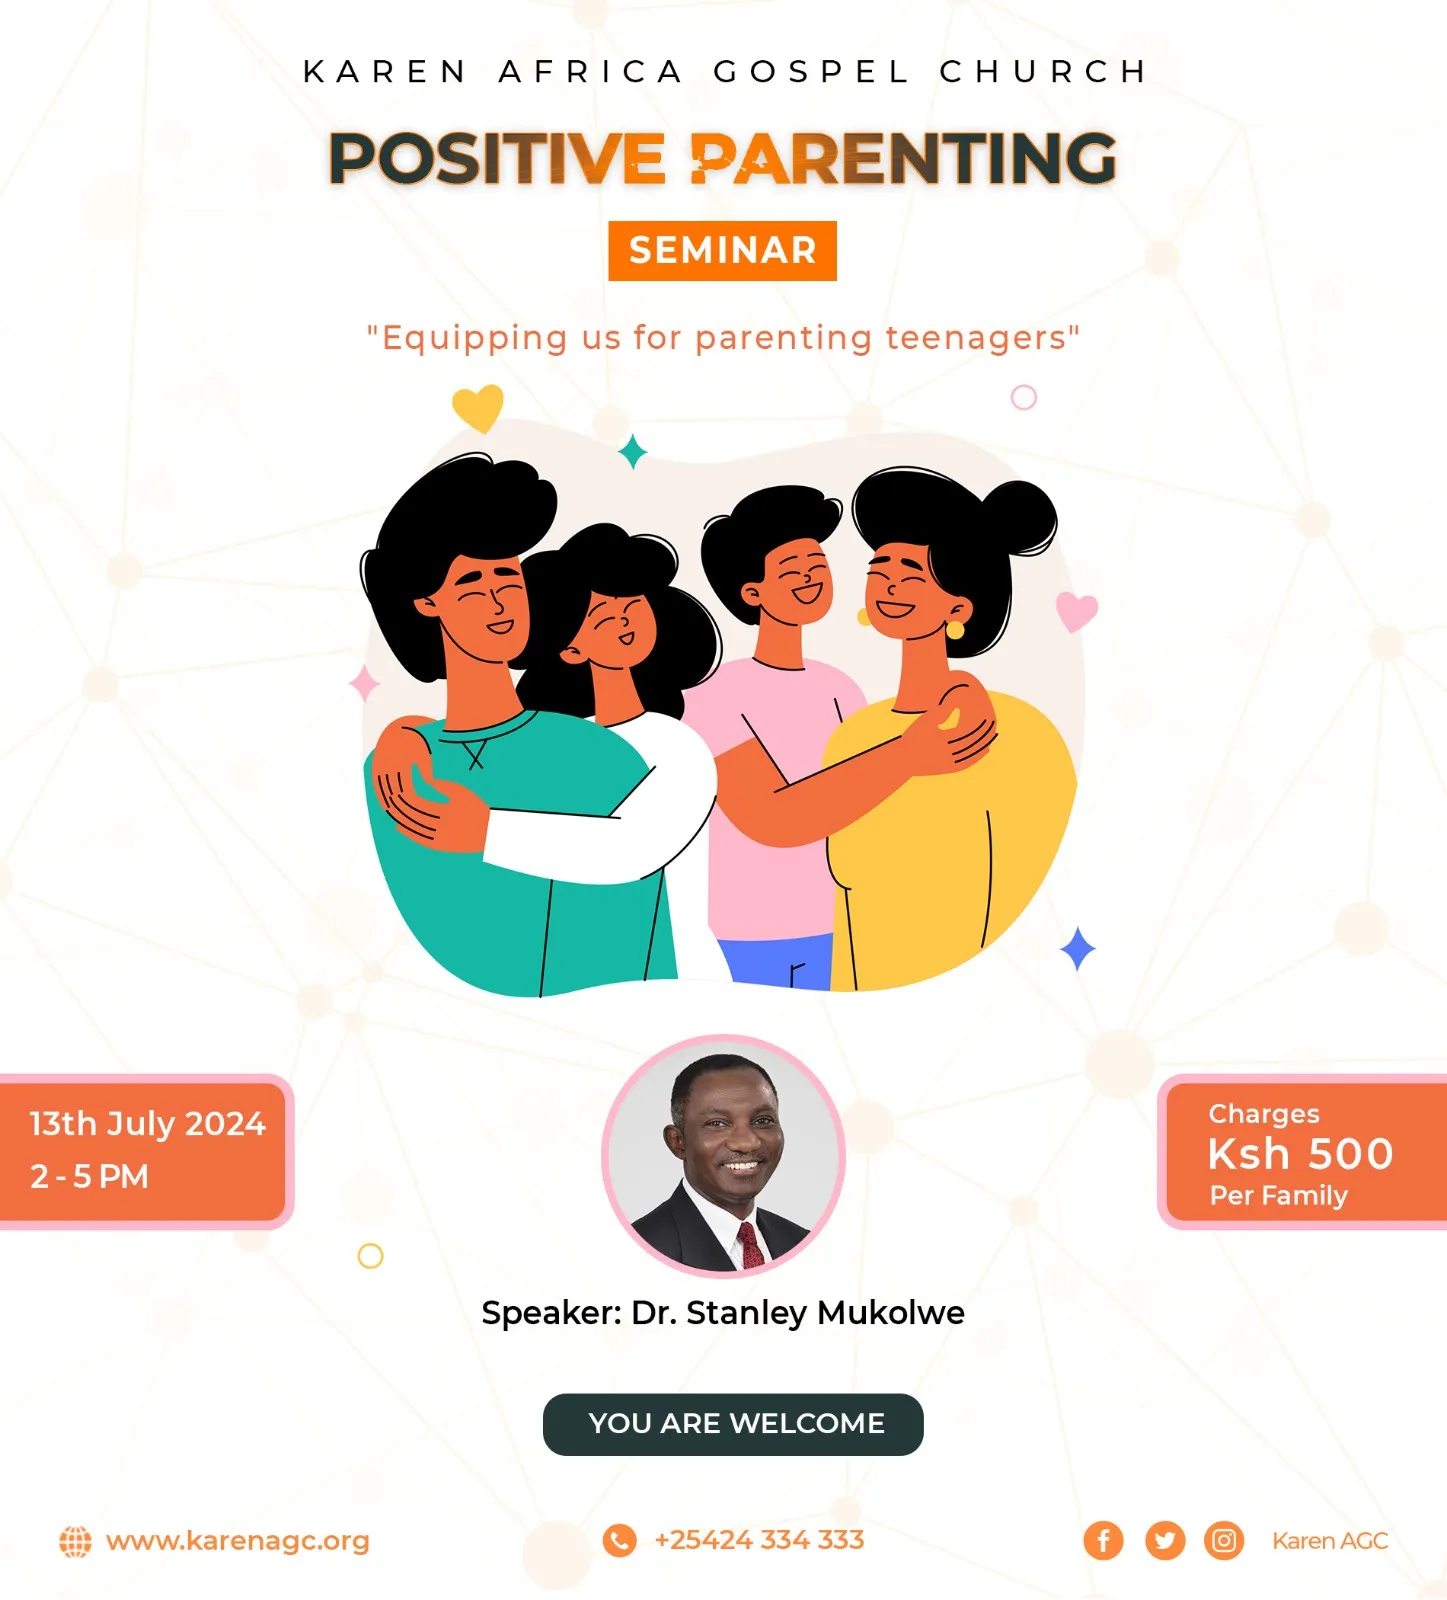 KAREN AFRICA GOSPEL CHURCH
POSITIVE PARENTING
SEMINAR
"Equipping us for parenting teenagers"
13th July 2024
2 - 5 PM
Charges
Ksh 500
Per Family
Speaker: Dr. Stanley Mukolwe
YOU ARE WELCOME
www.karenagc.org
+25424 334 333
Karen AGC